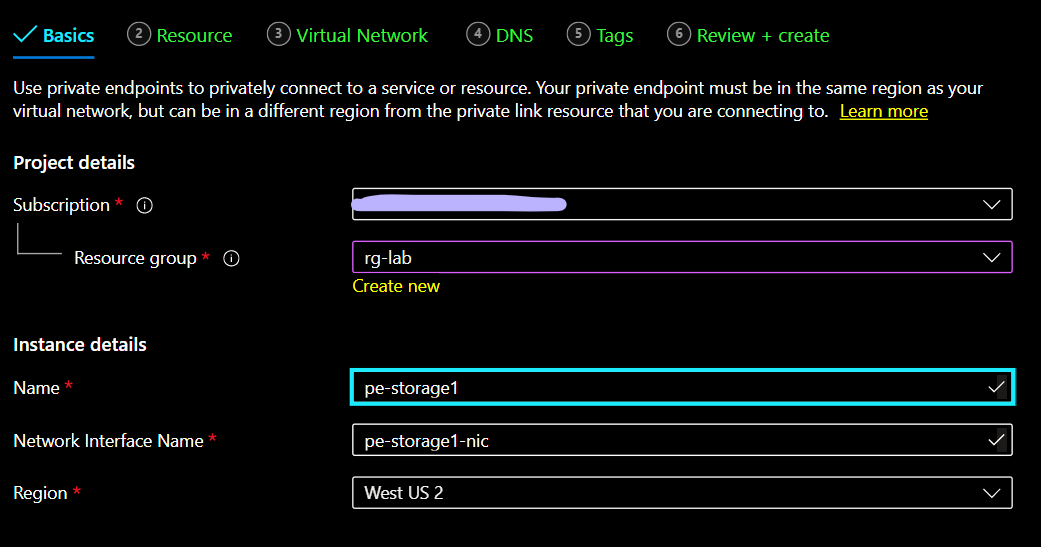 Basics 2 Resource 3 Virtual Network 4 DNS 5 Tags 6 Review + create
Use private endpoints to privately connect to a service or resource. Your private endpoint must be in the same region as your
virtual network, but can be in a different region from the private link resource that you are connecting to. Learn more
Project details
Subscription *
Resource group * rg-lab
Create new
Instance details
Name * pe-storage1
Network Interface Name * pe-storage1-nic
Region * West US 2